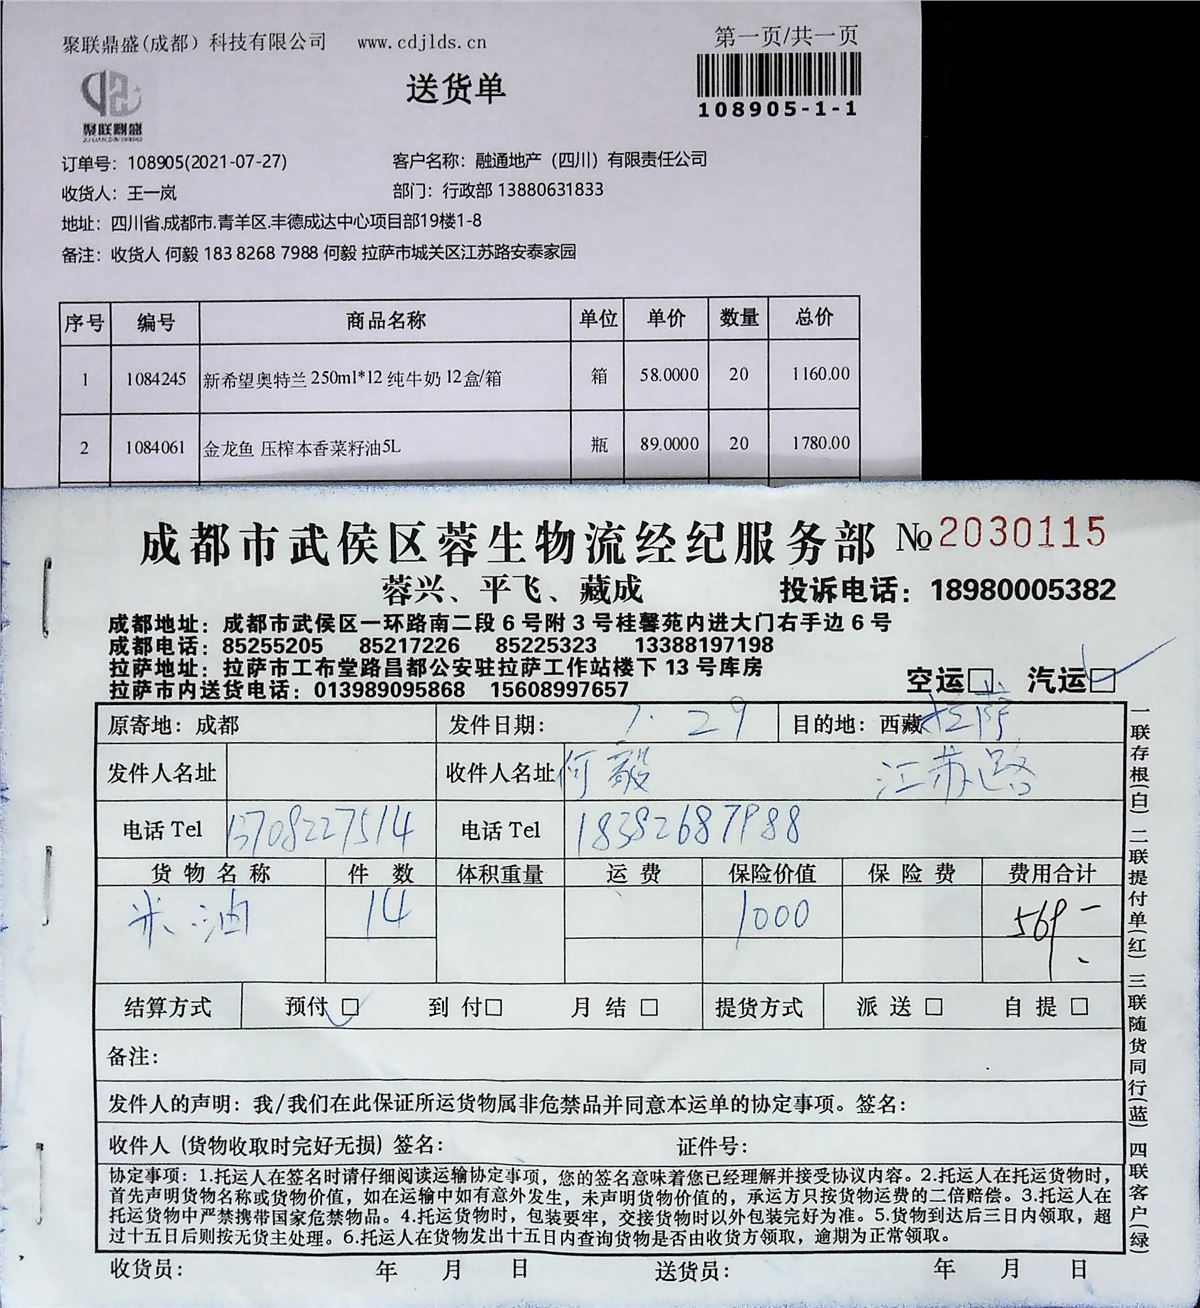 聚联鼎盛(成都)科技有限公司 www.cdjlds.cn 第一页/共一页
送货单
108905-1-1
聚联鼎盛
订单号：108905(2021-07-27) 客户名称：融通地产（四川）有限责任公司
收货人：王一岚 部门：行政部 13880631833
地址：四川省.成都市.青羊区.丰德成达中心项目部19楼1-8
备注：收货人 何毅 183 8268 7988 何毅 拉萨市城关区江苏路安泰家园
序号 编号 商品名称 单位 单价 数量 总价
1 1084245 新希望奥特兰250ml*12 纯牛奶 12盒/箱 箱 58.0000 20 1160.00
2 1084061 金龙鱼 压榨本香菜籽油5L 瓶 89.0000 20 1780.00
成都市武侯区蓉生物流经纪服务部 №2030115
蓉兴、平飞、藏成 投诉电话：18980005382
成都地址：成都市武侯区一环路南二段6号附3号桂馨苑内进大门右手边6号
成都电话：85255205 85217226 85225323 13388197198
拉萨地址：拉萨市工布堂路昌都公安驻拉萨工作站楼下13号库房
空运□ 汽运□
拉萨市内送货电话：013989095868 15608997657
原寄地：成都 发件日期： 7.29 目的地：西藏拉萨
发件人名址 收件人名址 何毅 江苏路
电话 Tel 13708227514 电话 Tel 18382687988
货物名称 件数 体积重量 运费 保险价值 保险费 费用合计
米.油 14 1000 569-
结算方式 预付□ 到付□ 月结□ 提货方式 派送□ 自提□
备注：
发件人的声明：我/我们在此保证所运货物属非危禁品并同意本运单的协定事项。签名：
收件人（货物收取时完好无损）签名： 证件号：
协定事项：1.托运人在签名时请仔细阅读运输协定事项，您的签名意味着您已经理解并接受协议内容。2.托运人在托运货物时，
首先声明货物名称或货物价值，如在运输中如有意外发生，未声明货物价值的，承运方只按货物运费的二倍赔偿。3.托运人在
托运货物中严禁携带国家危禁物品。4.托运货物时，包装要牢，交接货物时以外包装完好为准。5.货物到达后三日内领取，超
过十五日后则按无货主处理。6.托运人在货物发出十五日内查询货物是否由收货方领取，逾期为正常领取。
收货员： 年 月 日 送货员： 年 月 日
一联存根(白) 二联提付单(红) 三联随货同行(蓝) 四联客户(绿)